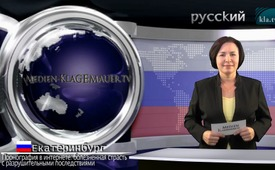 русский
kla.tv
MEDIEN-KLAGEMAUER.TV
Екатеринбург
Порнография в интернете: болезненная страсть
с разрушительными последствиями